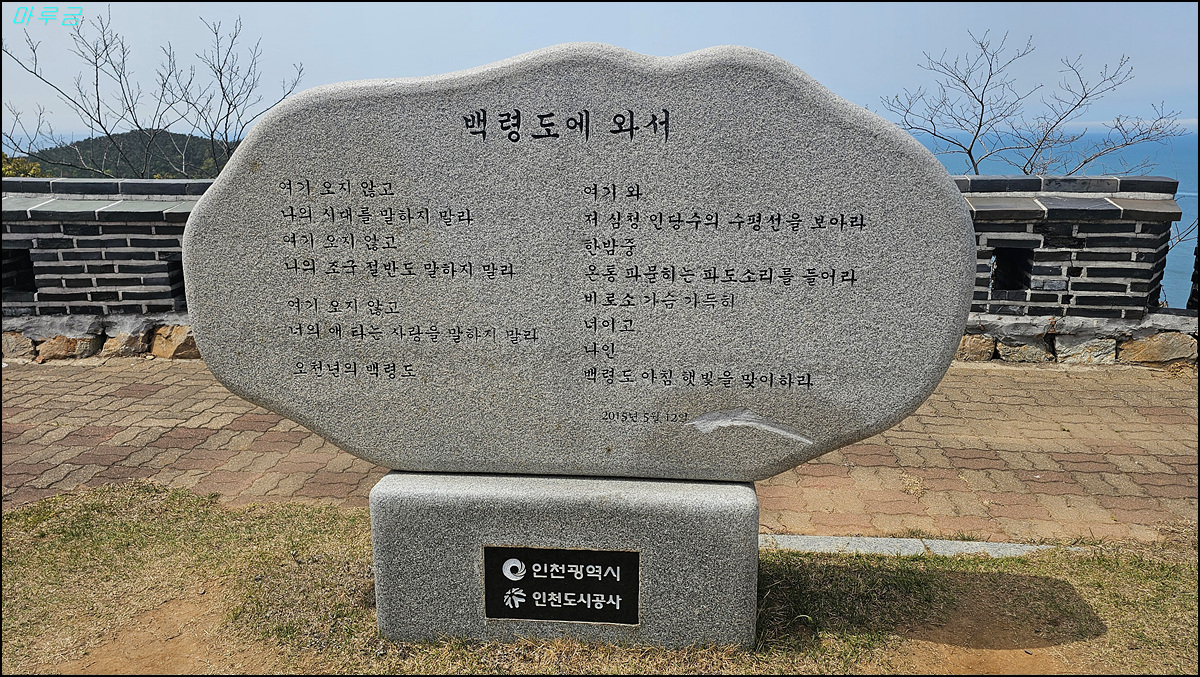 마루금
백령도에 와서
여기 오지 않고
나의 시대를 말하지 말라
여기 오지 않고
나의 조국 절반도 말하지 말라
여기 오지 않고
너의 애 타는 사랑을 말하지 말라
오천년의 백령도
여기 와
저 심청 인당수의 수평선을 보아라
한밤중
온통 파묻히는 파도소리를 들어라
비로소 가슴 가득히
너이고
나인
백령도 아침 햇빛을 맞이하라
2015년 5월 12일
인천광역시
인천도시공사